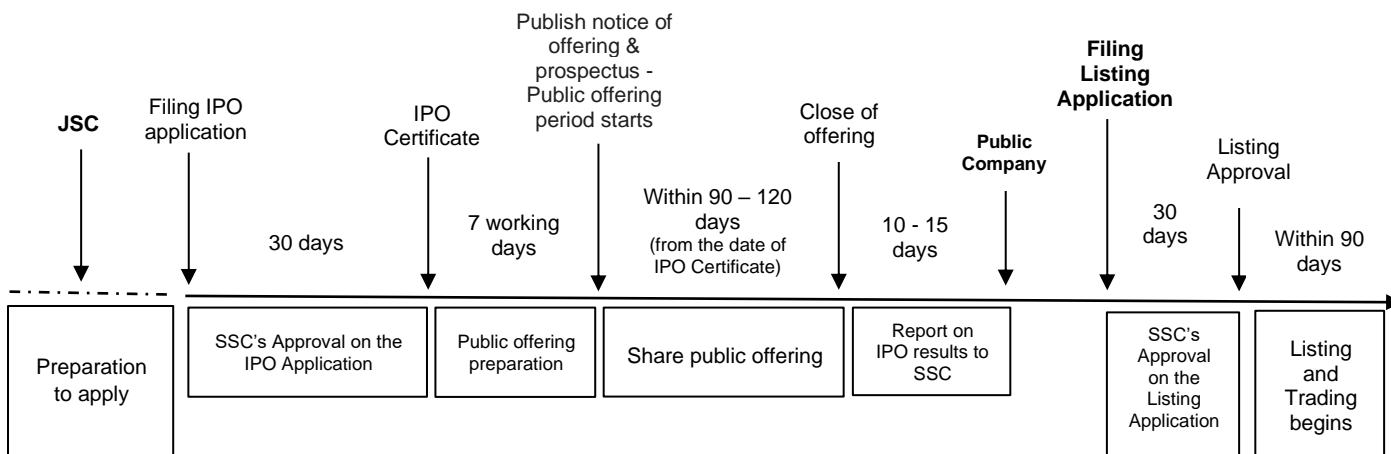 JSC
Filing IPO
application
IPO
Certificate
Publish notice of
offering &
prospectus -
Public offering
period starts
Close of
offering
Public
Company
Filing
Listing
Application
Listing
Approval
30 days
7 working
days
Within 90 – 120
days
(from the date of
IPO Certificate)
10 - 15
days
30
days
Within 90
days
Preparation
to apply
SSC's Approval on the
IPO Application
Public offering
preparation
Share public offering
Report on
IPO results to
SSC
SSC's
Approval
on the
Listing
Application
Listing
and
Trading
begins